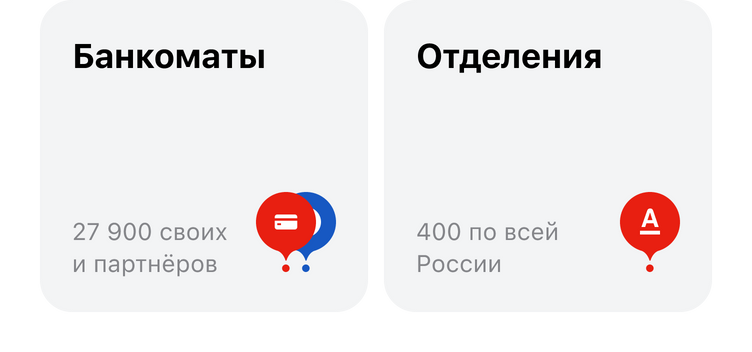 Банкоматы
27 900 своих
и партнёров
Отделения
400 по всей
России
А